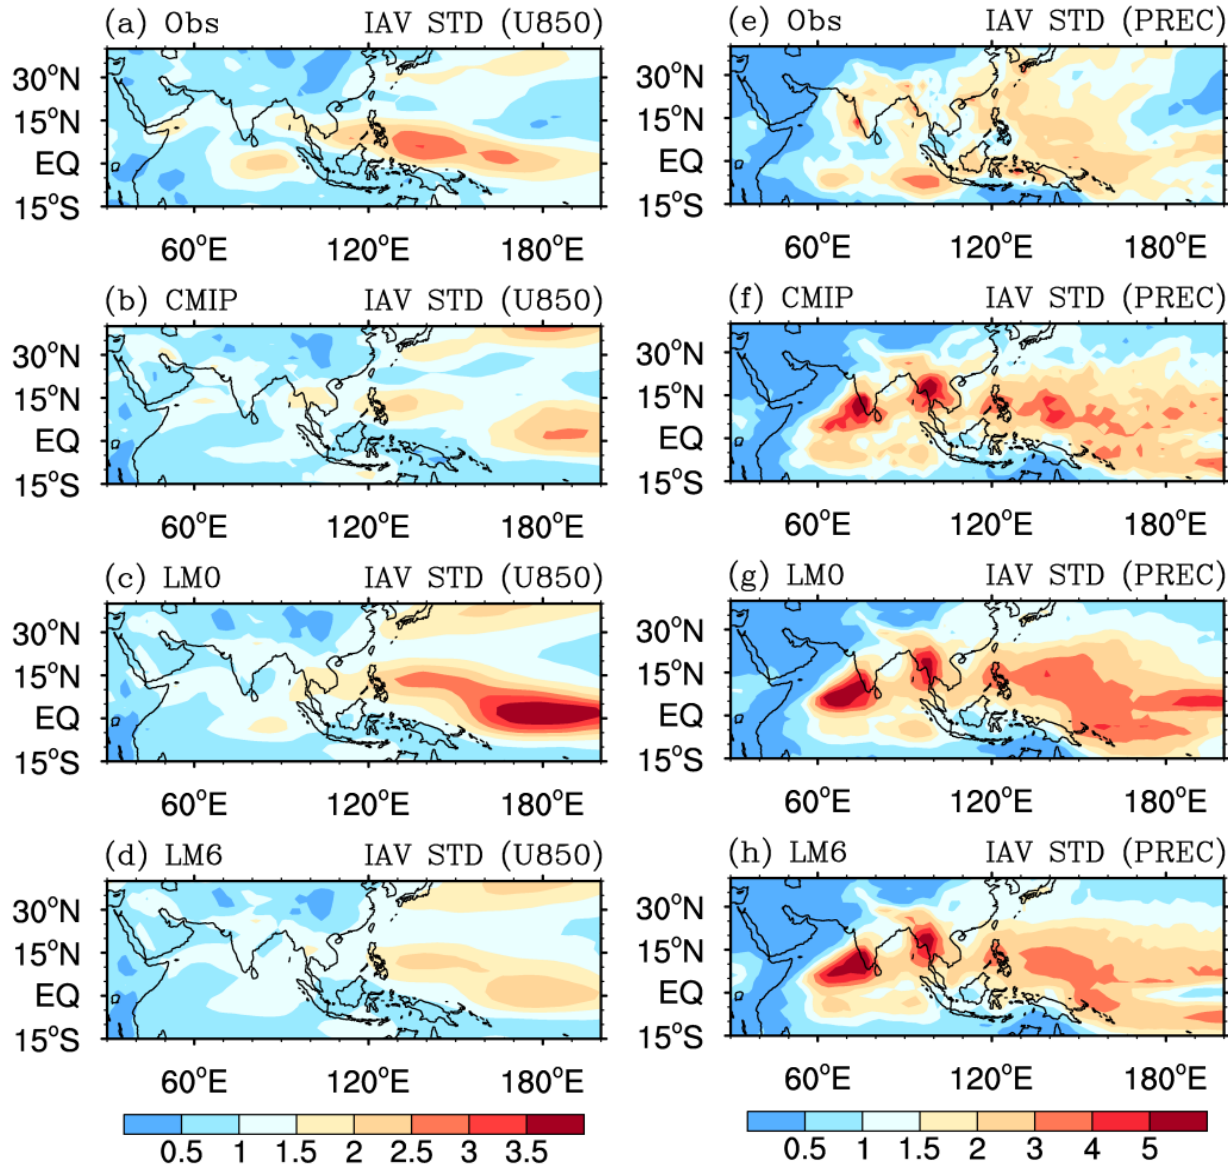 (a) Obs IAV STD (U850)
30°N
15°N
EQ
15°S
60°E 120°E 180°E
(b) CMIP IAV STD (U850)
30°N
15°N
EQ
15°S
60°E 120°E 180°E
(c) LM0 IAV STD (U850)
30°N
15°N
EQ
15°S
60°E 120°E 180°E
(d) LM6 IAV STD (U850)
30°N
15°N
EQ
15°S
60°E 120°E 180°E
0.5 1 1.5 2 2.5 3 3.5
(e) Obs IAV STD (PREC)
30°N
15°N
EQ
15°S
60°E 120°E 180°E
(f) CMIP IAV STD (PREC)
30°N
15°N
EQ
15°S
60°E 120°E 180°E
(g) LM0 IAV STD (PREC)
30°N
15°N
EQ
15°S
60°E 120°E 180°E
(h) LM6 IAV STD (PREC)
30°N
15°N
EQ
15°S
60°E 120°E 180°E
0.5 1 1.5 2 3 4 5